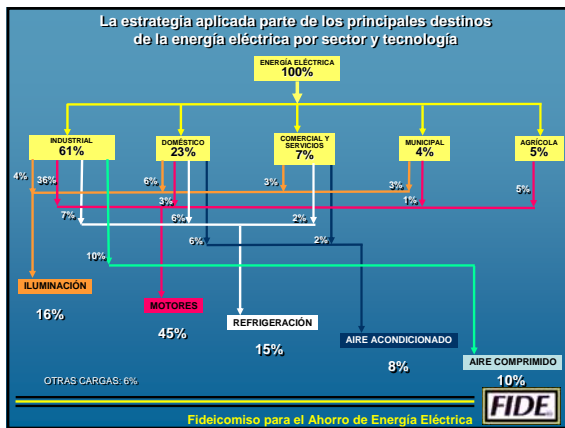 La estrategia aplicada parte de los principales destinos
de la energía eléctrica por sector y tecnología
ENERGÍA ELÉCTRICA
100%
INDUSTRIAL
61%
DOMÉSTICO
23%
COMERCIAL Y
SERVICIOS
7%
MUNICIPAL
4%
AGRÍCOLA
5%
4%
36%
6%
3%
3%
5%
3%
1%
7%
6%
2%
6%
2%
10%
ILUMINACIÓN
16%
MOTORES
45%
REFRIGERACIÓN
15%
AIRE ACONDICIONADO
8%
AIRE COMPRIMIDO
10%
OTRAS CARGAS: 6%
Fideicomiso para el Ahorro de Energía Eléctrica
FIDE